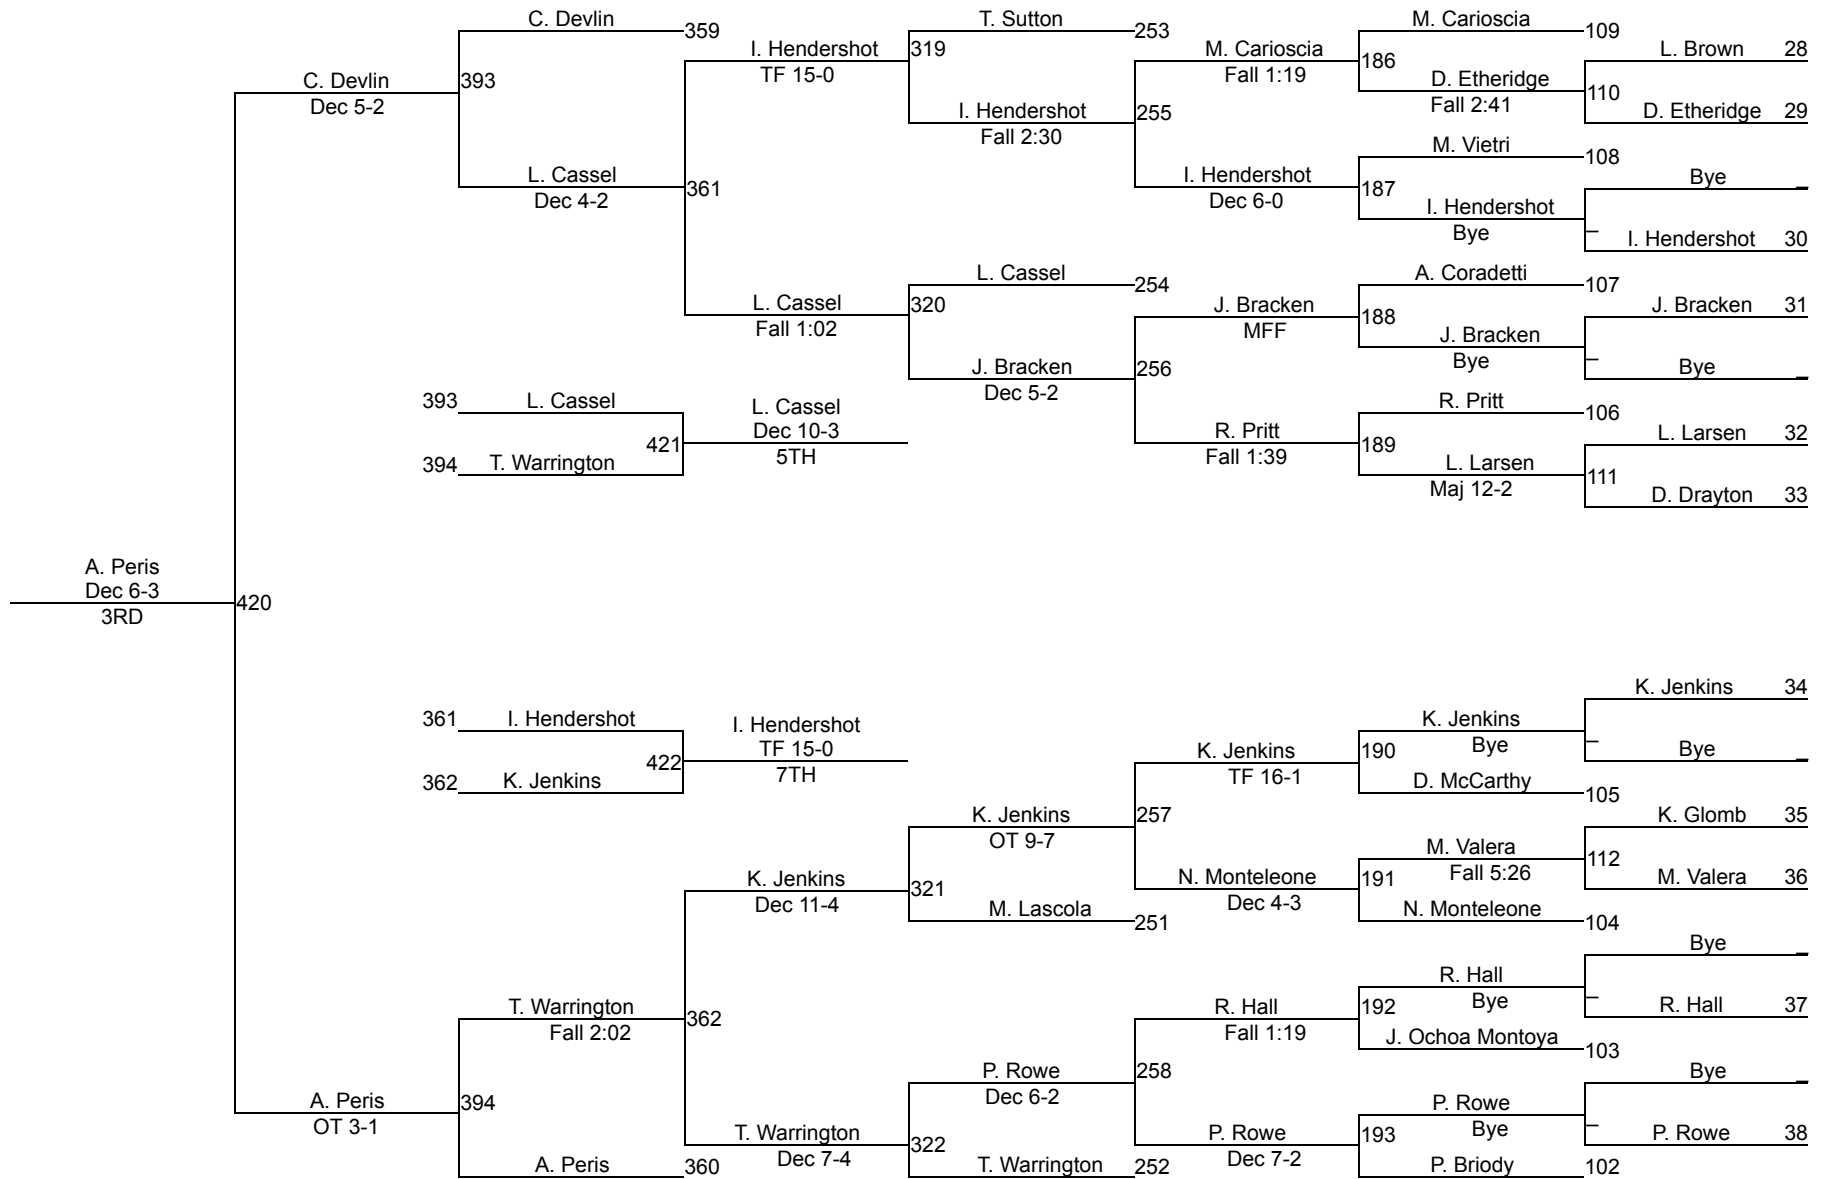 C. Devlin
359
T. Sutton
253
M. Carioscia
109
I. Hendershot
TF 15-0
319
M. Carioscia
Fall 1:19
186
L. Brown 28
C. Devlin
Dec 5-2
393
D. Etheridge
Fall 2:41
110
I. Hendershot
Fall 2:30
255
D. Etheridge 29
M. Vietri
108
L. Cassel
Dec 4-2
361
I. Hendershot
Dec 6-0
187
Bye _
I. Hendershot
Bye
_
I. Hendershot 30
L. Cassel
254
A. Coradetti
107
L. Cassel
Fall 1:02
320
J. Bracken
MFF
188
J. Bracken 31
J. Bracken
Bye
_
J. Bracken
Dec 5-2
256
Bye _
393
L. Cassel
L. Cassel
Dec 10-3
5TH
421
R. Pritt
106
394
T. Warrington
R. Pritt
Fall 1:39
189
L. Larsen 32
L. Larsen
Maj 12-2
111
D. Drayton 33
A. Peris
Dec 6-3
3RD
420
K. Jenkins 34
361
I. Hendershot
I. Hendershot
TF 15-0
7TH
422
K. Jenkins
Bye
_
362
K. Jenkins
K. Jenkins
TF 16-1
190
Bye _
D. McCarthy
105
K. Jenkins
OT 9-7
257
K. Glomb 35
M. Valera
Fall 5:26
112
K. Jenkins
Dec 11-4
321
N. Monteleone
Dec 4-3
191
M. Valera 36
M. Lascola
251
N. Monteleone
104
Bye _
R. Hall
Bye
_
T. Warrington
Fall 2:02
362
R. Hall
Fall 1:19
192
R. Hall 37
J. Ochoa Montoya
103
P. Rowe
Dec 6-2
258
Bye _
A. Peris
OT 3-1
394
P. Rowe
Bye
_
T. Warrington
Dec 7-4
322
P. Rowe
Dec 7-2
193
P. Rowe 38
A. Peris
360
T. Warrington
252
P. Briody
102